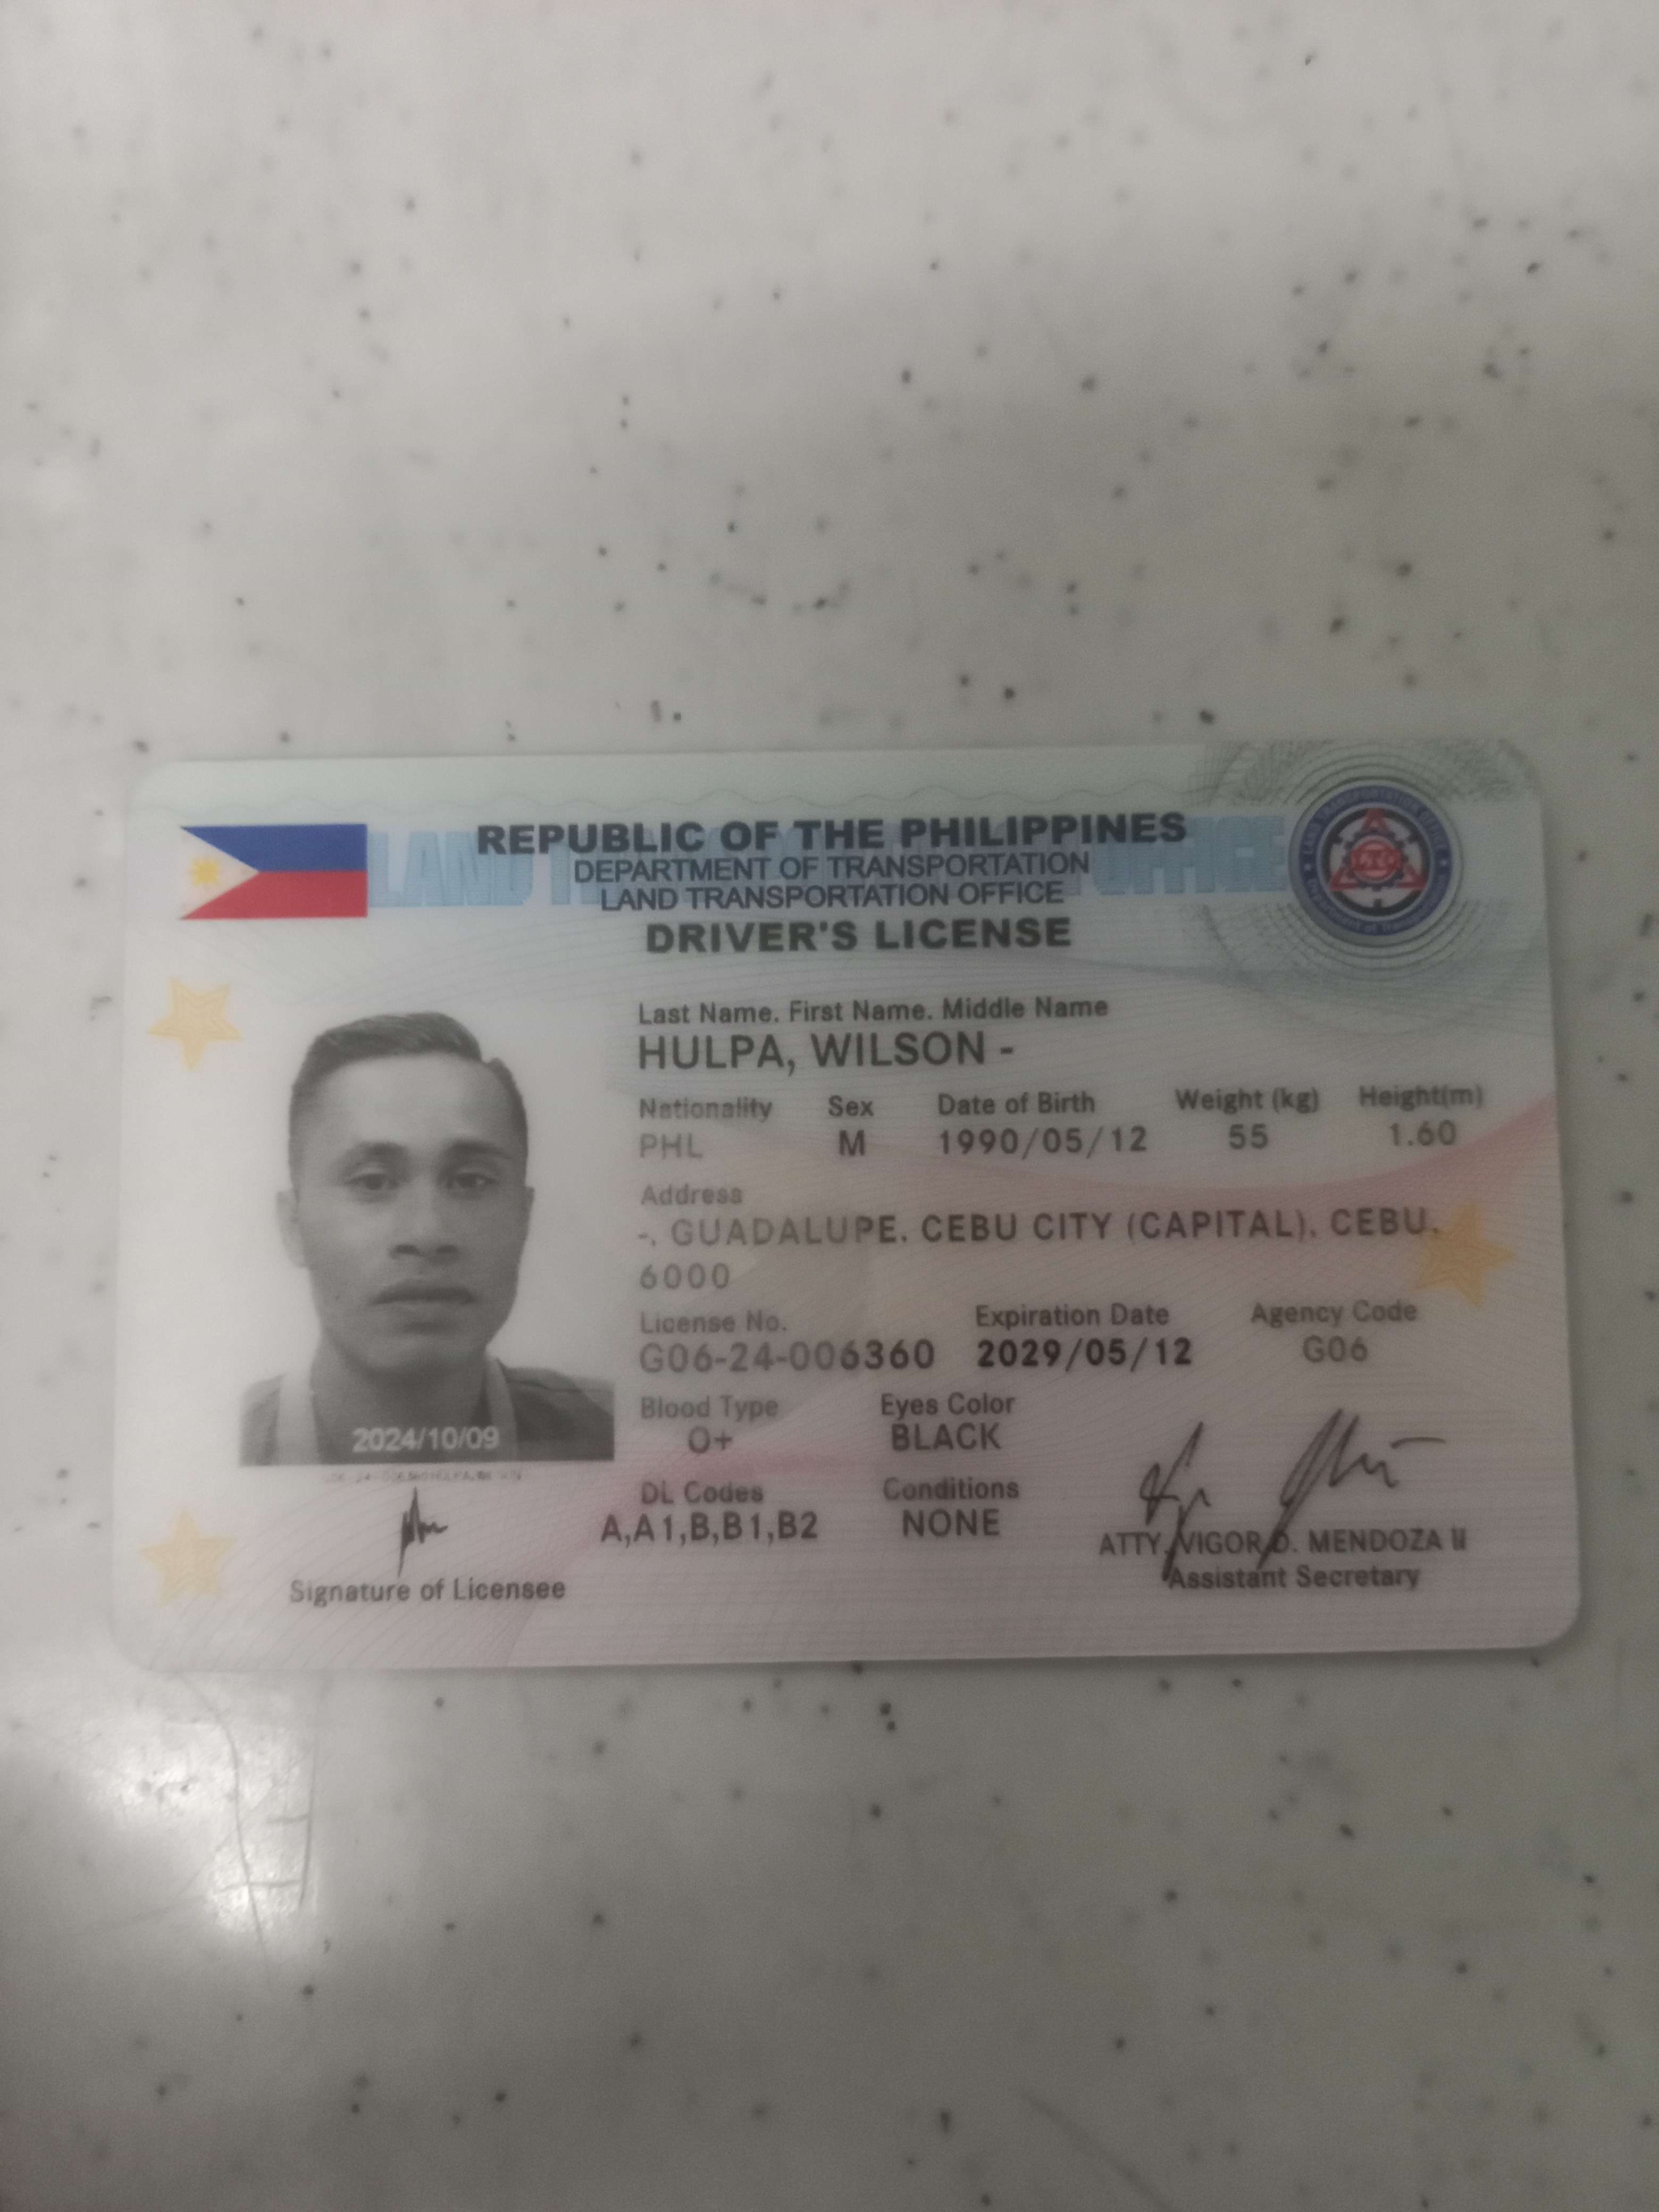 REPUBLIC OF THE PHILIPPINES
DEPARTMENT OF TRANSPORTATION
LAND TRANSPORTATION OFFICE
DRIVER'S LICENSE
Last Name. First Name. Middle Name
HULPA, WILSON -
Nationality Sex Date of Birth Weight (kg) Height(m)
PHL M 1990/05/12 55 1.60
Address
-. GUADALUPE. CEBU CITY (CAPITAL). CEBU.
6000
License No. Expiration Date Agency Code
G06-24-006360 2029/05/12 G06
Blood Type Eyes Color
O+ BLACK
DL Codes Conditions
A,A1,B,B1,B2 NONE
2024/10/09
Signature of Licensee
ATTY. VIGOR D. MENDOZA II
Assistant Secretary